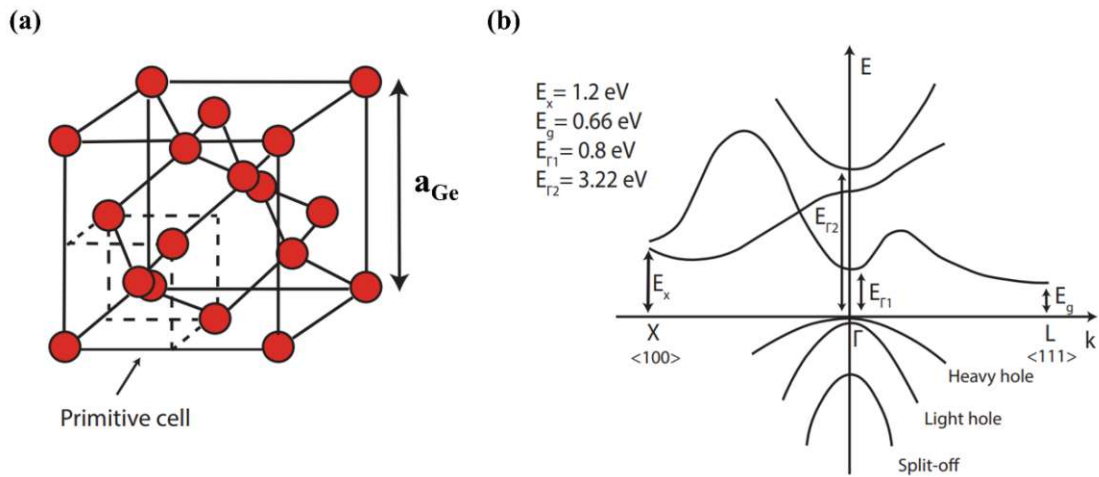 (a)
a_Ge
Primitive cell
(b)
E_x = 1.2 eV
E_g = 0.66 eV
E_Γ1 = 0.8 eV
E_Γ2 = 3.22 eV
E
E_Γ2
E_x
E_Γ1
E_g
X
Γ
L
k
<100>
<111>
Heavy hole
Light hole
Split-off